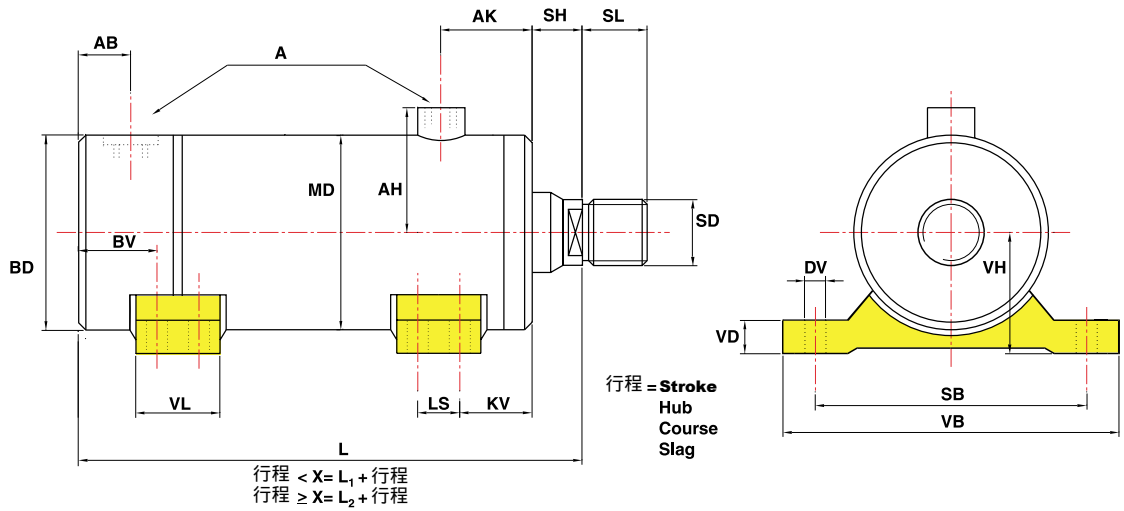 AK SH SL
AB A
MD AH SD
BV
BD
DV VH
VD
VL LS KV
行程 = Stroke
Hub
Course
Slag
SB
VB
L
行程 < X= L₁ + 行程
行程 ≥ X= L₂ + 行程